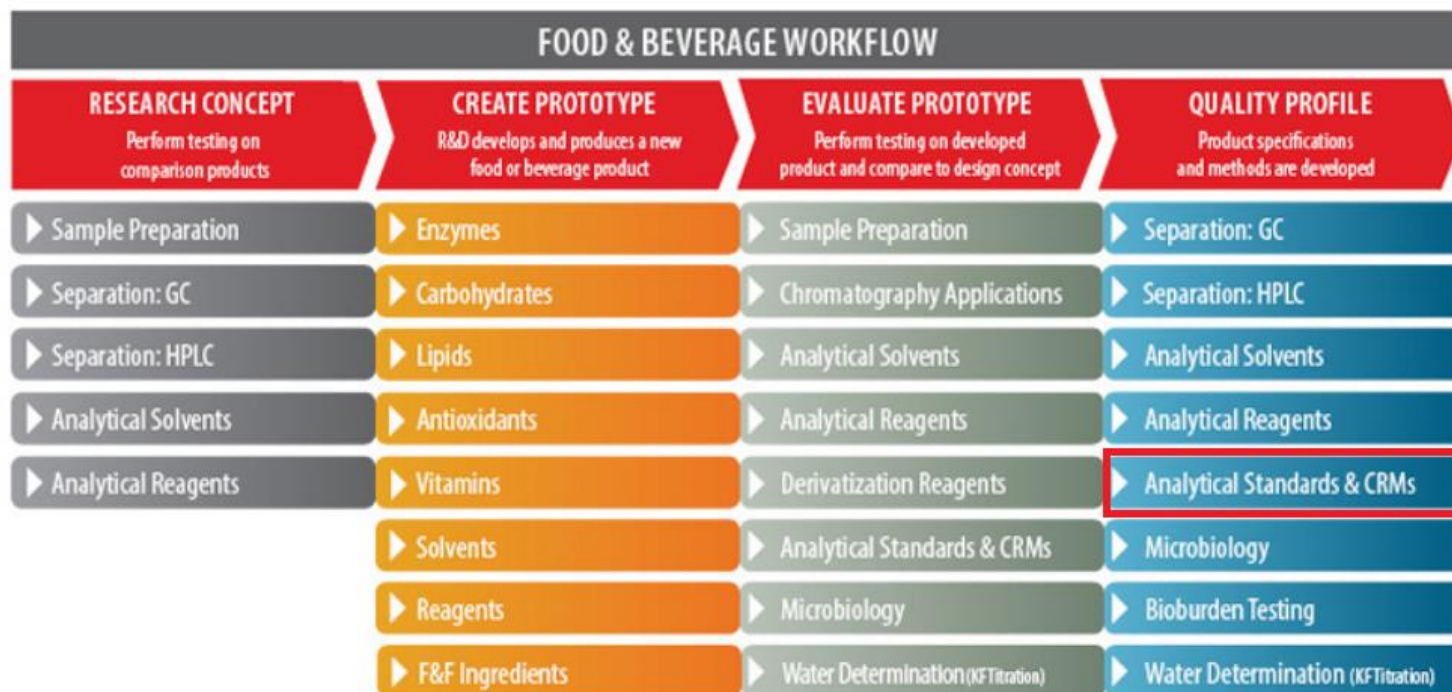 FOOD & BEVERAGE WORKFLOW
RESEARCH CONCEPT
Perform testing on
comparison products
Sample Preparation
Separation: GC
Separation: HPLC
Analytical Solvents
Analytical Reagents
CREATE PROTOTYPE
R&D develops and produces a new
food or beverage product
Enzymes
Carbohydrates
Lipids
Antioxidants
Vitamins
Solvents
Reagents
F&F Ingredients
EVALUATE PROTOTYPE
Perform testing on developed
product and compare to design concept
Sample Preparation
Chromatography Applications
Analytical Solvents
Analytical Reagents
Derivatization Reagents
Analytical Standards & CRMs
Microbiology
Water Determination (KFTitration)
QUALITY PROFILE
Product specifications
and methods are developed
Separation: GC
Separation: HPLC
Analytical Solvents
Analytical Reagents
Analytical Standards & CRMs
Microbiology
Bioburden Testing
Water Determination (KFTitration)